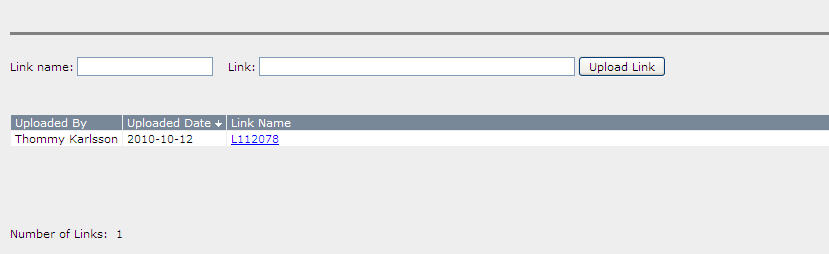 Link name: Link: Upload Link
Uploaded By Uploaded Date Link Name
Thommy Karlsson 2010-10-12 L112078
Number of Links: 1